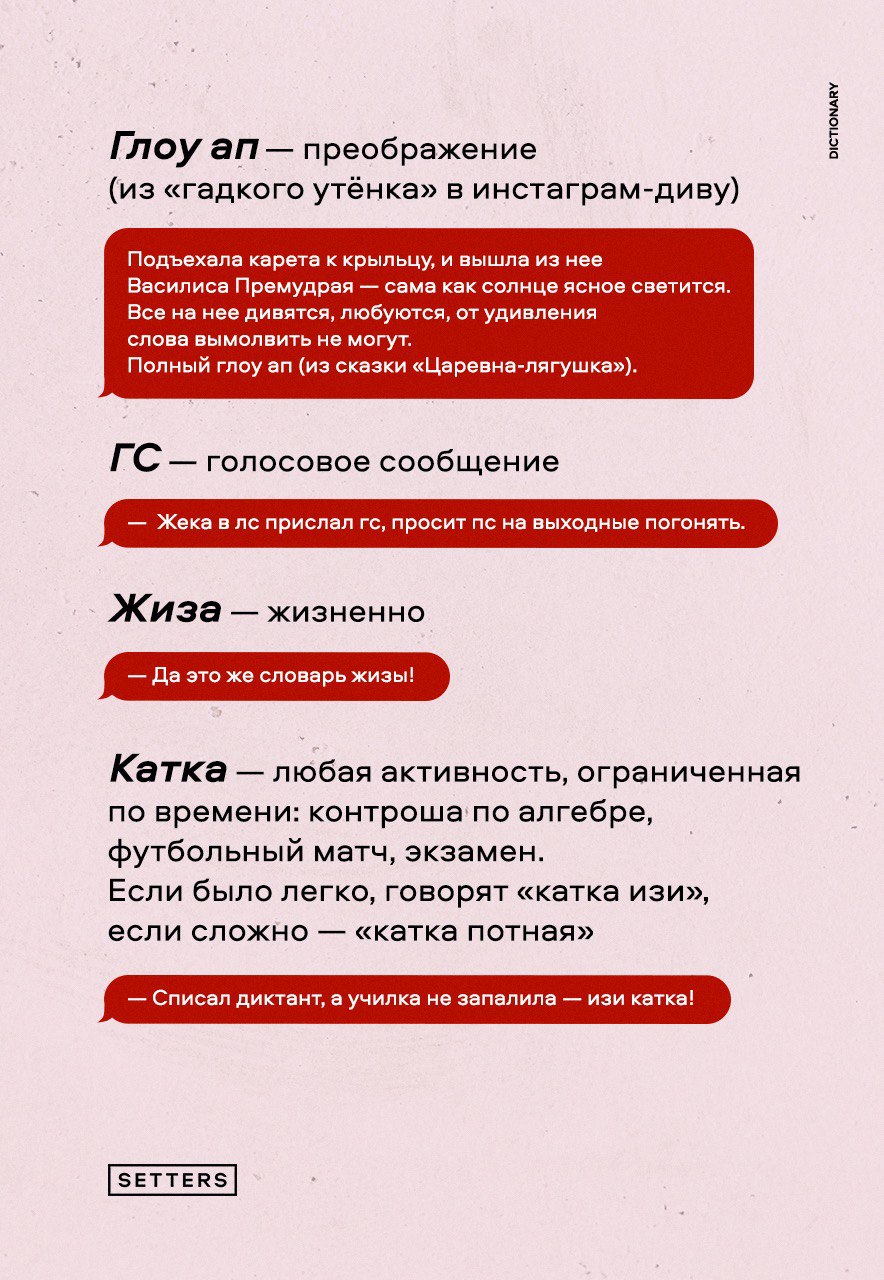 DICTIONARY
Глоу ап — преображение
(из «гадкого утёнка» в инстаграм-диву)
Подъехала карета к крыльцу, и вышла из нее
Василиса Премудрая — сама как солнце ясное светится.
Все на нее дивятся, любуются, от удивления
слова вымолвить не могут.
Полный глоу ап (из сказки «Царевна-лягушка»).
ГС — голосовое сообщение
— Жека в лс прислал гс, просит пс на выходные погонять.
Жиза — жизненно
— Да это же словарь жизы!
Катка — любая активность, ограниченная
по времени: контроша по алгебре,
футбольный матч, экзамен.
Если было легко, говорят «катка изи»,
если сложно — «катка потная»
— Списал диктант, а училка не запалила — изи катка!
SETTERS